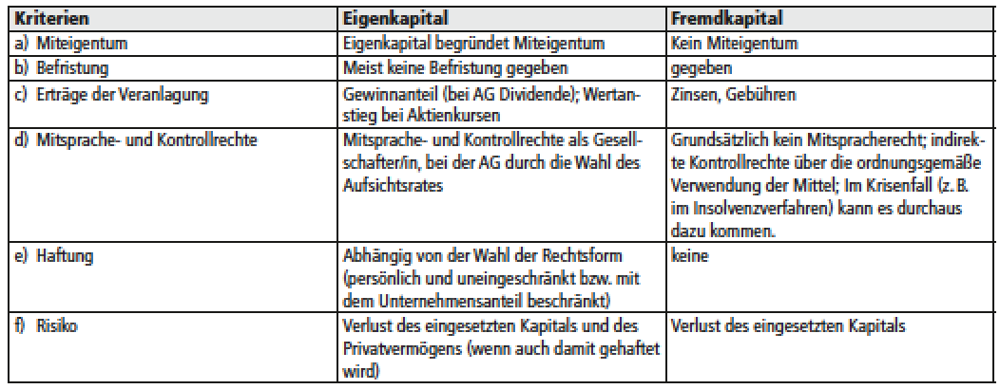 Kriterien Eigenkapital Fremdkapital
a) Miteigentum Eigenkapital begründet Miteigentum Kein Miteigentum
b) Befristung Meist keine Befristung gegeben gegeben
c) Erträge der Veranlagung Gewinnanteil (bei AG Dividende); Wertan- Zinsen, Gebühren
stieg bei Aktienkursen
d) Mitsprache- und Kontrollrechte Mitsprache- und Kontrollrechte als Gesell- Grundsätzlich kein Mitspracherecht; indirek-
schafter/in, bei der AG durch die Wahl des te Kontrollrechte über die ordnungsgemäße
Aufsichtsrates Verwendung der Mittel; Im Krisenfall (z. B.
im Insolvenzverfahren) kann es durchaus
dazu kommen.
e) Haftung Abhängig von der Wahl der Rechtsform keine
(persönlich und uneingeschränkt bzw. mit
dem Unternehmensanteil beschränkt)
f) Risiko Verlust des eingesetzten Kapitals und des Verlust des eingesetzten Kapitals
Privatvermögens (wenn auch damit gehaftet
wird)